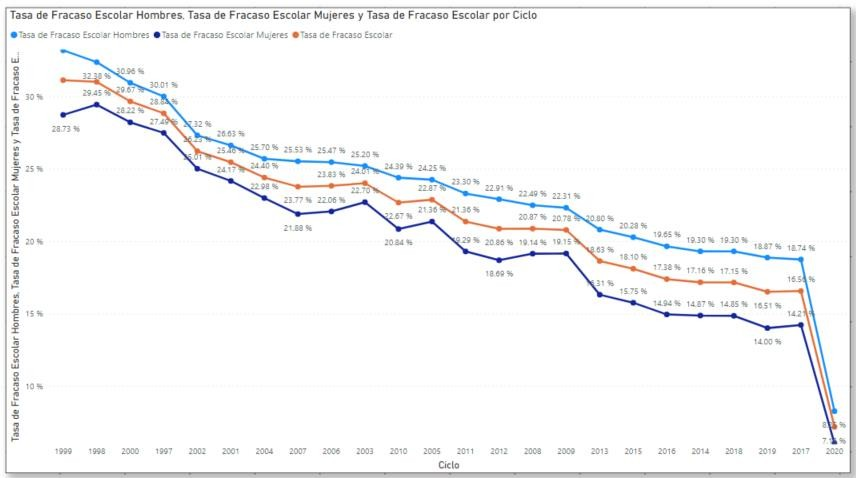 Tasa de Fracaso Escolar Hombres, Tasa de Fracaso Escolar Mujeres y Tasa de Fracaso Escolar por Ciclo
Tasa de Fracaso Escolar Hombres Tasa de Fracaso Escolar Mujeres Tasa de Fracaso Escolar
Tasa de Fracaso Escolar Hombres, Tasa de Fracaso Escolar Mujeres y Tasa de Fracaso E...
30 %
25 %
20 %
15 %
10 %
32.38 % 30.96 % 30.01 % 27.32 % 26.63 % 25.70 % 25.53 % 25.47 % 25.20 % 24.39 % 24.25 % 23.30 % 22.91 % 22.49 % 22.31 % 20.80 % 20.28 % 19.65 % 19.30 % 19.30 % 18.87 % 18.74 %
29.67 % 28.84 % 25.46 % 24.40 % 23.77 % 23.83 % 24.01 % 22.67 % 22.87 % 21.36 % 20.86 % 20.87 % 20.78 % 18.63 % 18.10 % 17.38 % 17.16 % 17.15 % 16.51 % 16.56 %
28.73 % 29.45 % 28.22 % 27.49 % 25.01 % 24.17 % 22.98 % 21.88 % 22.06 % 22.70 % 20.84 % 21.36 % 19.29 % 18.69 % 19.14 % 19.15 % 16.31 % 15.75 % 14.94 % 14.87 % 14.85 % 14.00 % 14.21 %
1999 1998 2000 1997 2002 2001 2004 2007 2006 2003 2010 2005 2011 2012 2008 2009 2013 2015 2016 2014 2018 2019 2017 2020
Ciclo